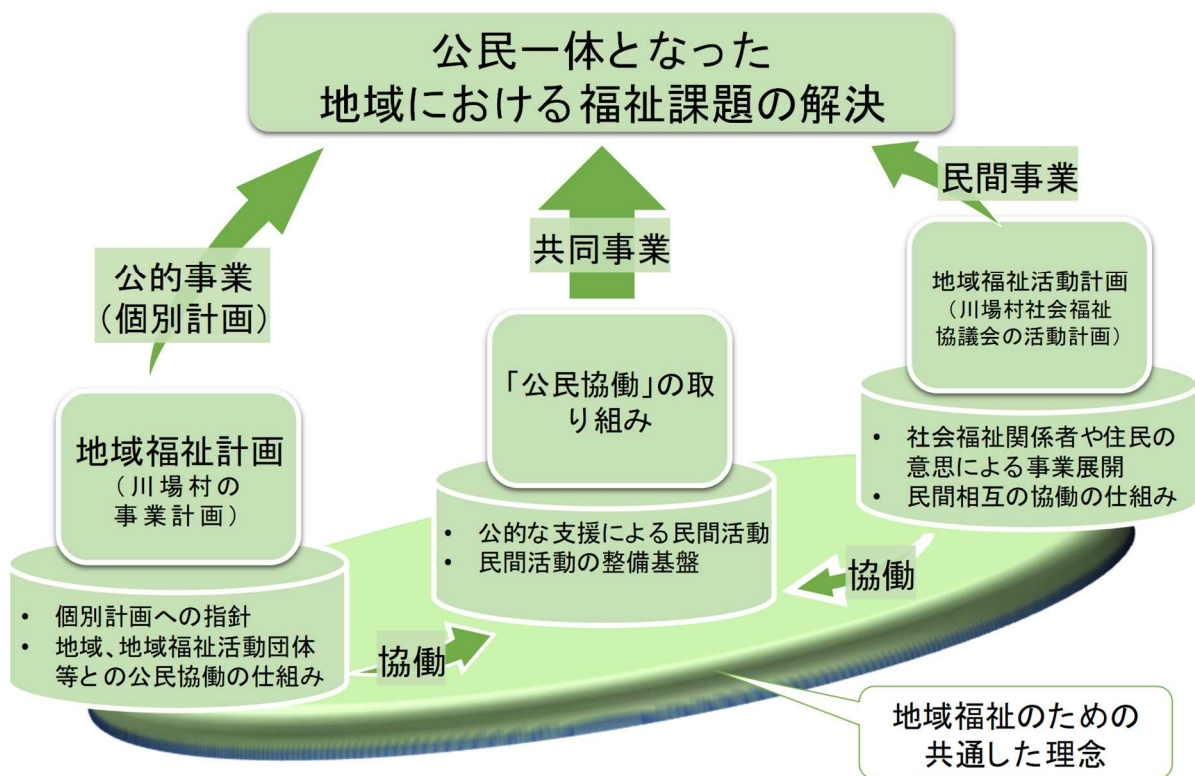 公民一体となった
地域における福祉課題の解決
公的事業
（個別計画）
共同事業
民間事業
地域福祉計画
（川場村の
事業計画）
• 個別計画への指針
• 地域、地域福祉活動団体
等との公民協働の仕組み
「公民協働」の取
り組み
• 公的な支援による民間活動
• 民間活動の整備基盤
地域福祉活動計画
（川場村社会福祉
協議会の活動計画）
• 社会福祉関係者や住民の
意思による事業展開
• 民間相互の協働の仕組み
協働
協働
地域福祉のための
共通した理念